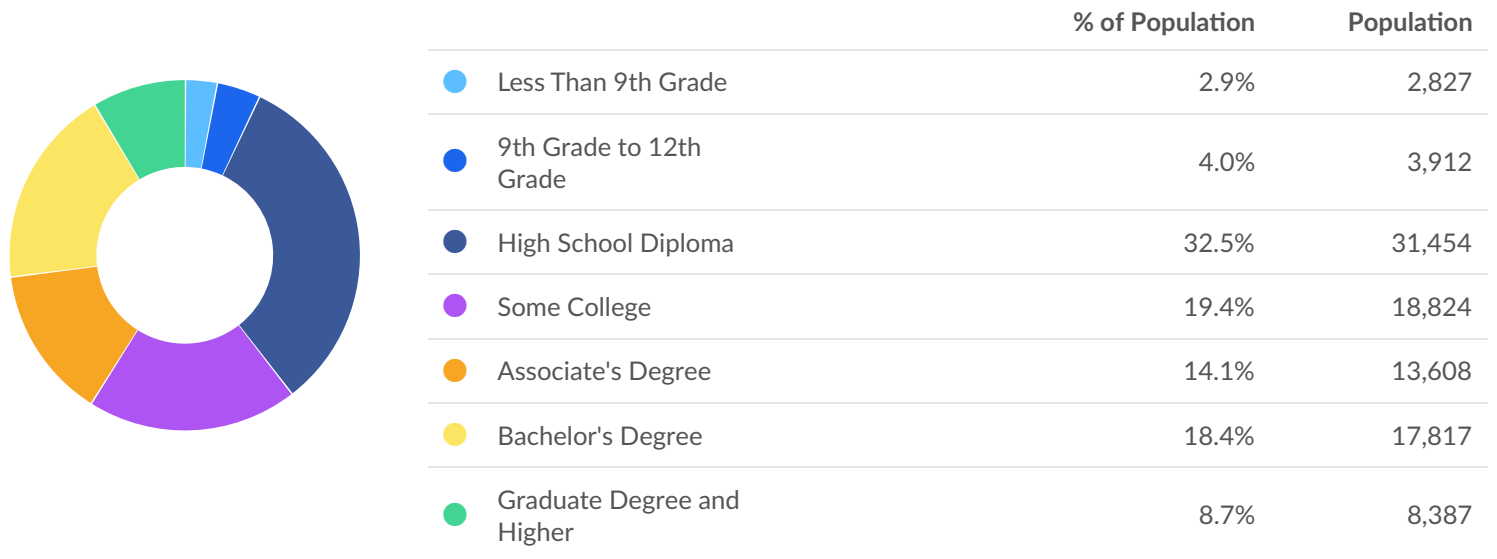 % of Population Population
Less Than 9th Grade 2.9% 2,827
9th Grade to 12th
Grade 4.0% 3,912
High School Diploma 32.5% 31,454
Some College 19.4% 18,824
Associate's Degree 14.1% 13,608
Bachelor's Degree 18.4% 17,817
Graduate Degree and
Higher 8.7% 8,387